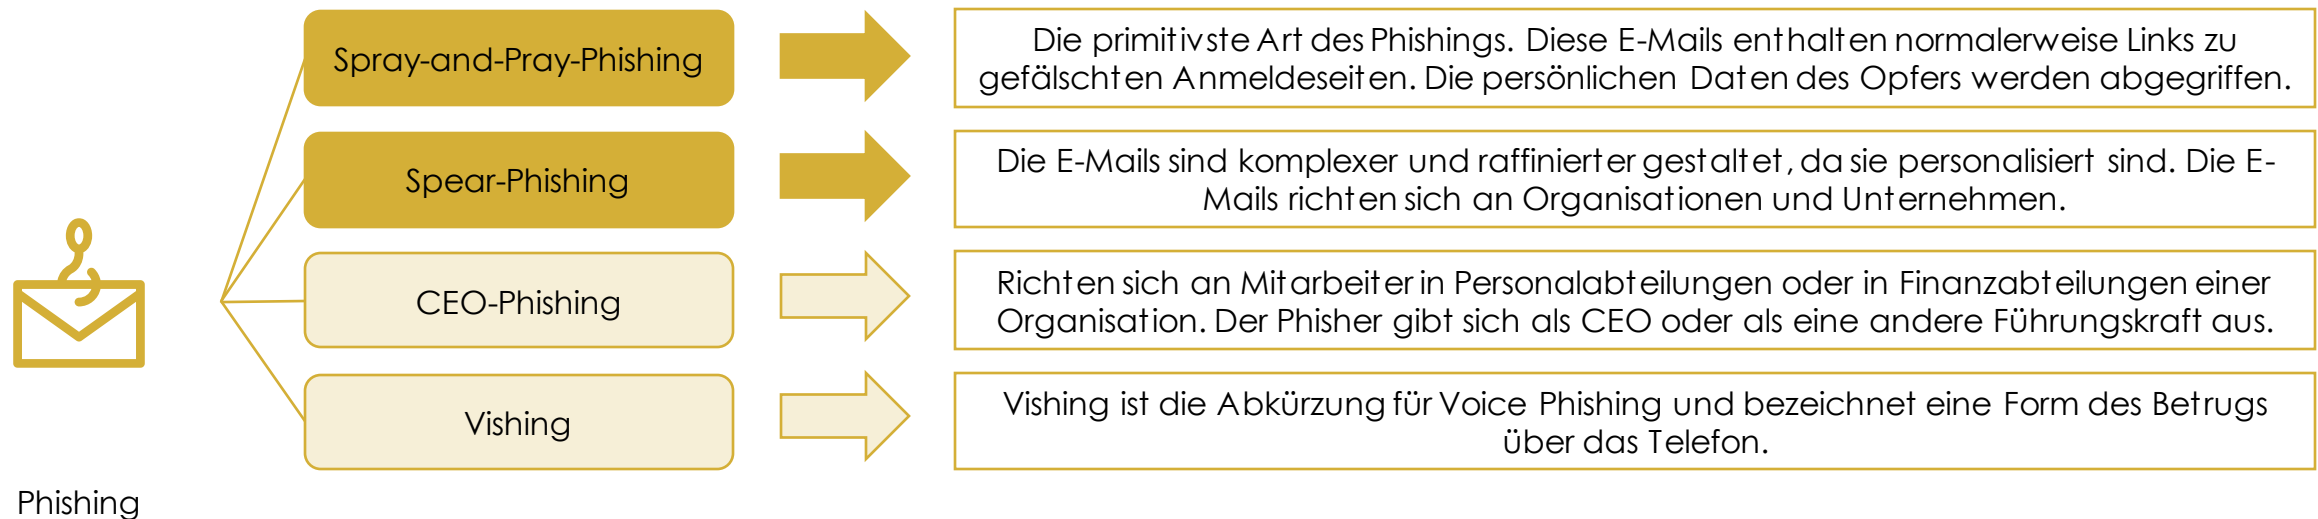 Spray-and-Pray-Phishing
Die primitivste Art des Phishings. Diese E-Mails enthalten normalerweise Links zu
gefälschten Anmeldeseiten. Die persönlichen Daten des Opfers werden abgegriffen.
Spear-Phishing
Die E-Mails sind komplexer und raffinierter gestaltet, da sie personalisiert sind. Die E-
Mails richten sich an Organisationen und Unternehmen.
CEO-Phishing
Richten sich an Mitarbeiter in Personalabteilungen oder in Finanzabteilungen einer
Organisation. Der Phisher gibt sich als CEO oder als eine andere Führungskraft aus.
Vishing
Vishing ist die Abkürzung für Voice Phishing und bezeichnet eine Form des Betrugs
über das Telefon.
Phishing